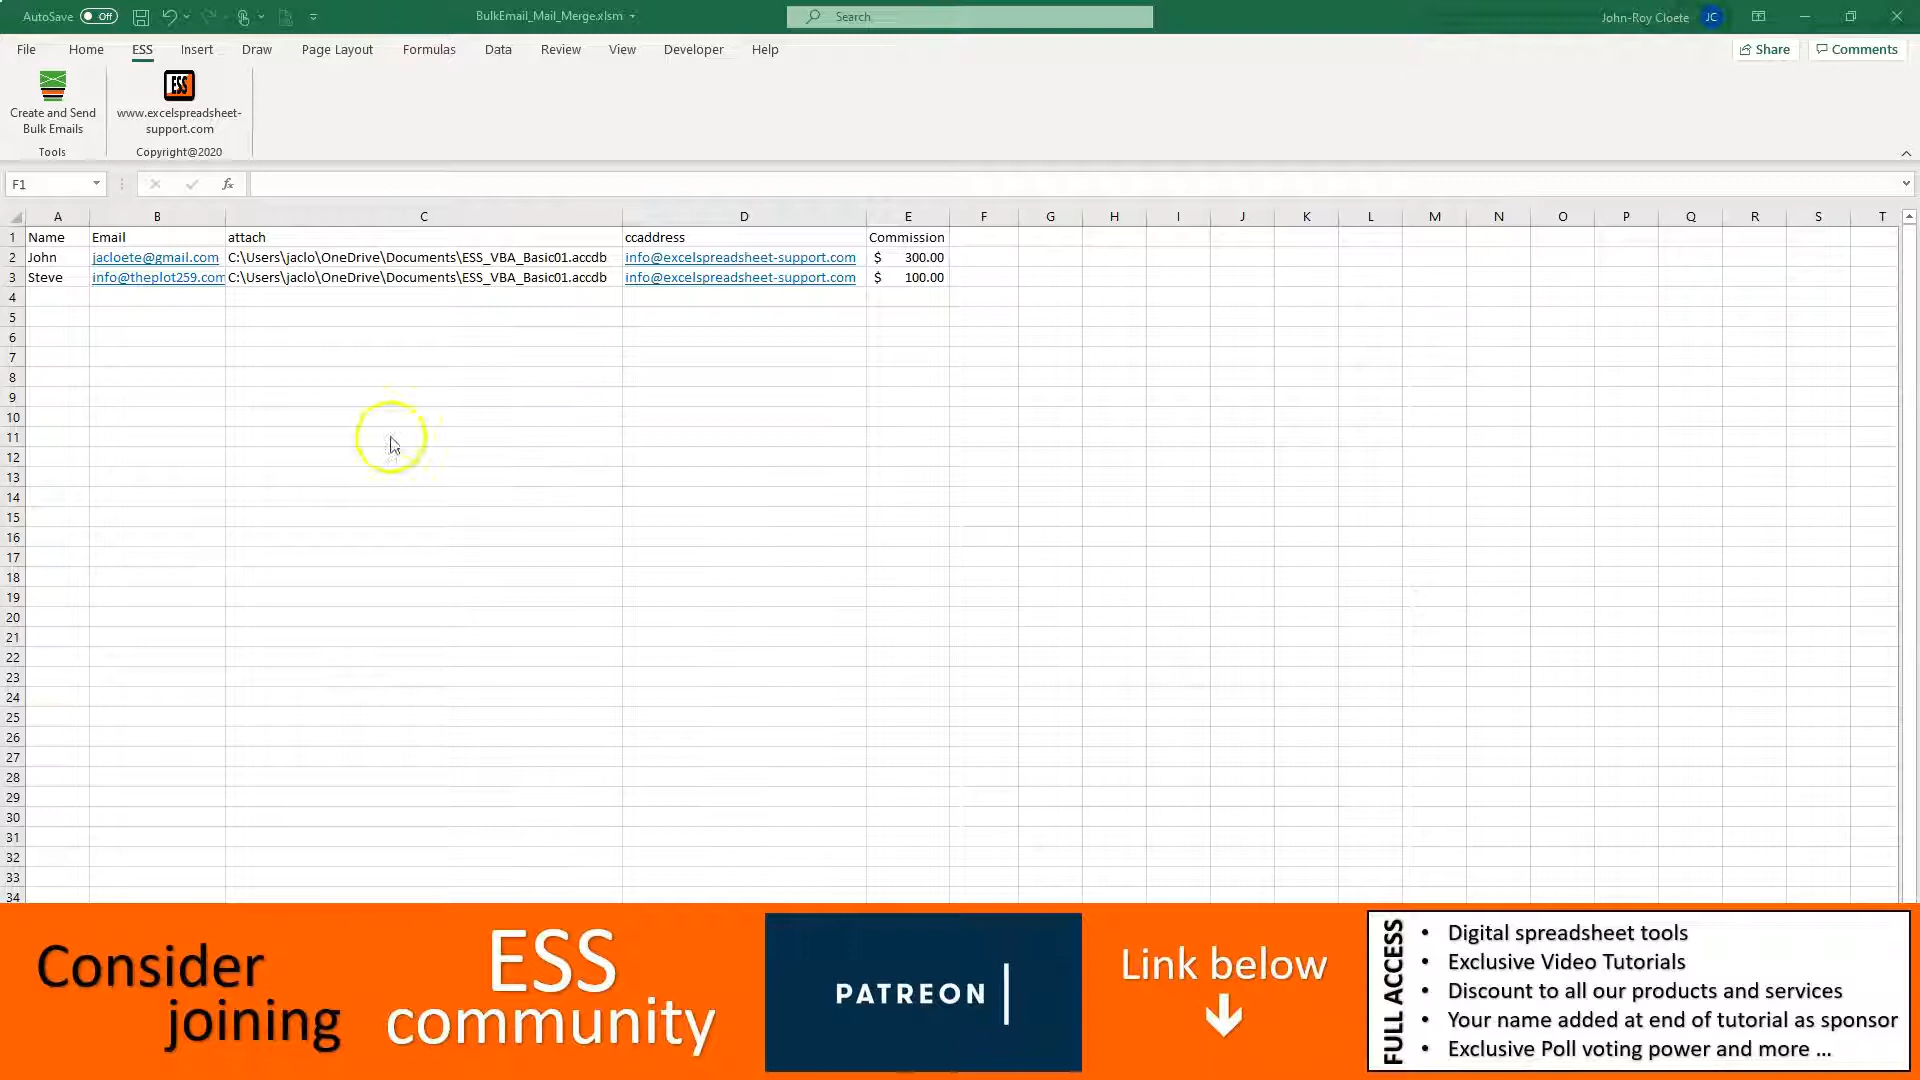 AutoSave Off BulkEmail_Mail_Merge.xlsm Search John-Roy Cloete JC
File Home ESS Insert Draw Page Layout Formulas Data Review View Developer Help Share Comments
ESS
Create and Send www.excelspreadsheet-
Bulk Emails support.com
Tools Copyright@2020
F1 fx
A B C D E F G H I J K L M N O P Q R S T
1 Name Email attach ccaddress Commission
2 John jacloete@gmail.com C:\Users\jaclo\OneDrive\Documents\ESS_VBA_Basic01.accdb info@excelspreadsheet-support.com $ 300.00
3 Steve info@theplot259.com C:\Users\jaclo\OneDrive\Documents\ESS_VBA_Basic01.accdb info@excelspreadsheet-support.com $ 100.00
4
5
6
7
8
9
10
11
12
13
14
15
16
17
18
19
20
21
22
23
24
25
26
27
28
29
30
31
32
33
34
Consider
joining
ESS
community
PATREON
Link below
FULL ACCESS
• Digital spreadsheet tools
• Exclusive Video Tutorials
• Discount to all our products and services
• Your name added at end of tutorial as sponsor
• Exclusive Poll voting power and more ...